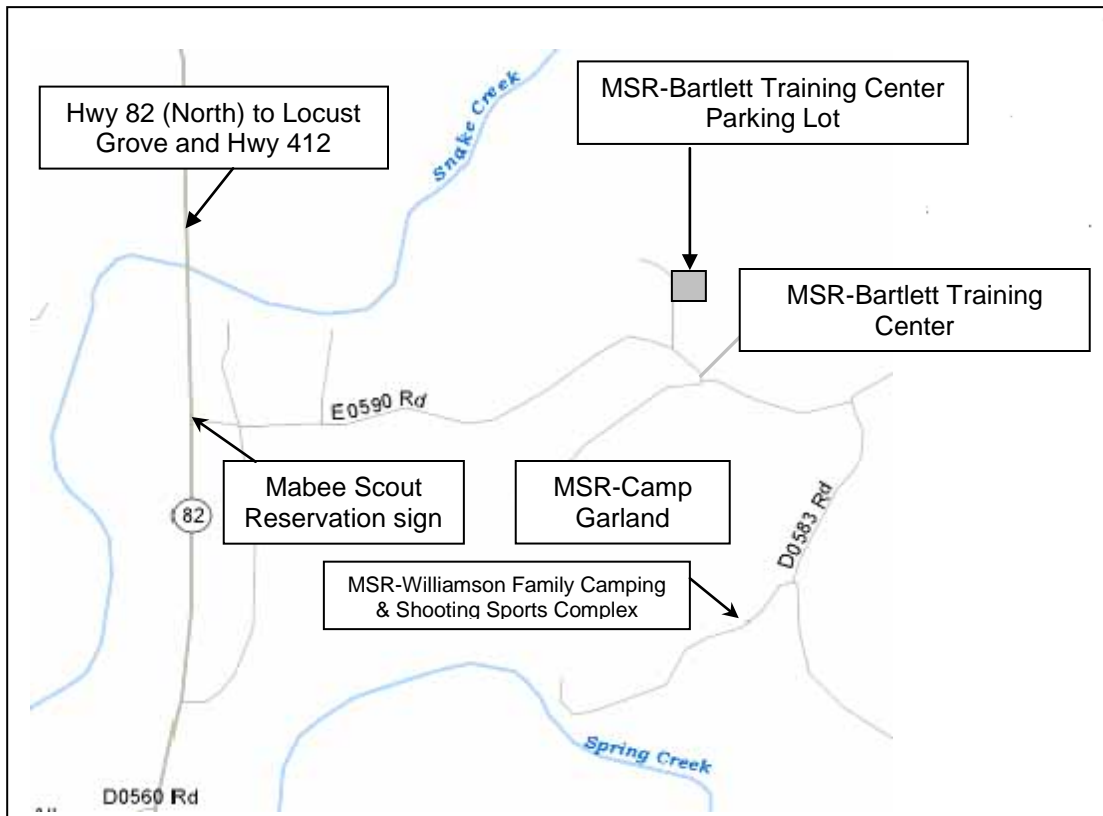 Hwy 82 (North) to Locust
Grove and Hwy 412
Snake Creek
MSR-Bartlett Training Center
Parking Lot
MSR-Bartlett Training
Center
E0590 Rd
Mabee Scout
Reservation sign
MSR-Camp
Garland
82
D0583 Rd
MSR-Williamson Family Camping
& Shooting Sports Complex
Spring Creek
D0560 Rd